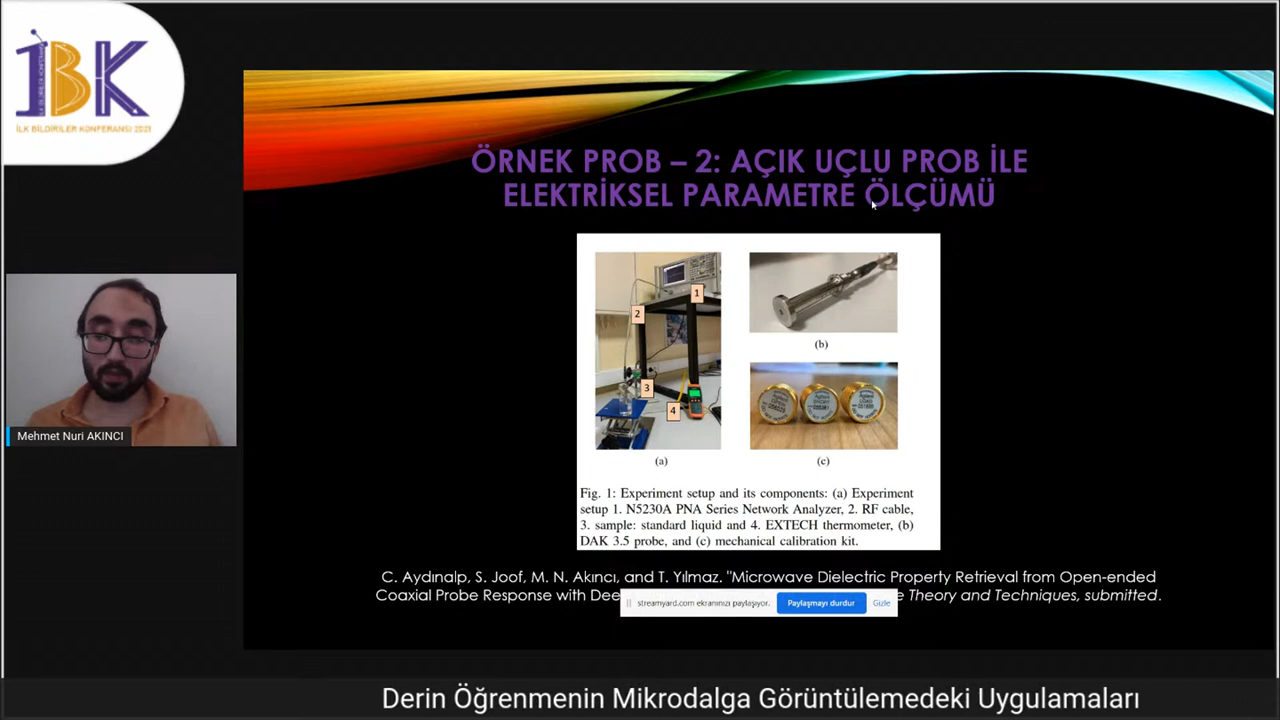 İBK
İLK BİLDİRİLER KONFERANSI 2021
ÖRNEK PROB – 2: AÇIK UÇLU PROB İLE
ELEKTRİKSEL PARAMETRE ÖLÇÜMÜ
1
2
3
4
(a)
(b)
(c)
Fig. 1: Experiment setup and its components: (a) Experiment
setup 1. N5230A PNA Series Network Analyzer, 2. RF cable,
3. sample: standard liquid and 4. EXTECH thermometer, (b)
DAK 3.5 probe, and (c) mechanical calibration kit.
C. Aydınalp, S. Joof, M. N. Akıncı, and T. Yılmaz. "Microwave Dielectric Property Retrieval from Open-ended
Coaxial Probe Response with Dee
e Theory and Techniques, submitted.
streamyard.com ekranınızı paylaşıyor.
Paylaşmayı durdur
Gizle
Mehmet Nuri AKINCI
Derin Öğrenmenin Mikrodalga Görüntülemedeki Uygulamaları